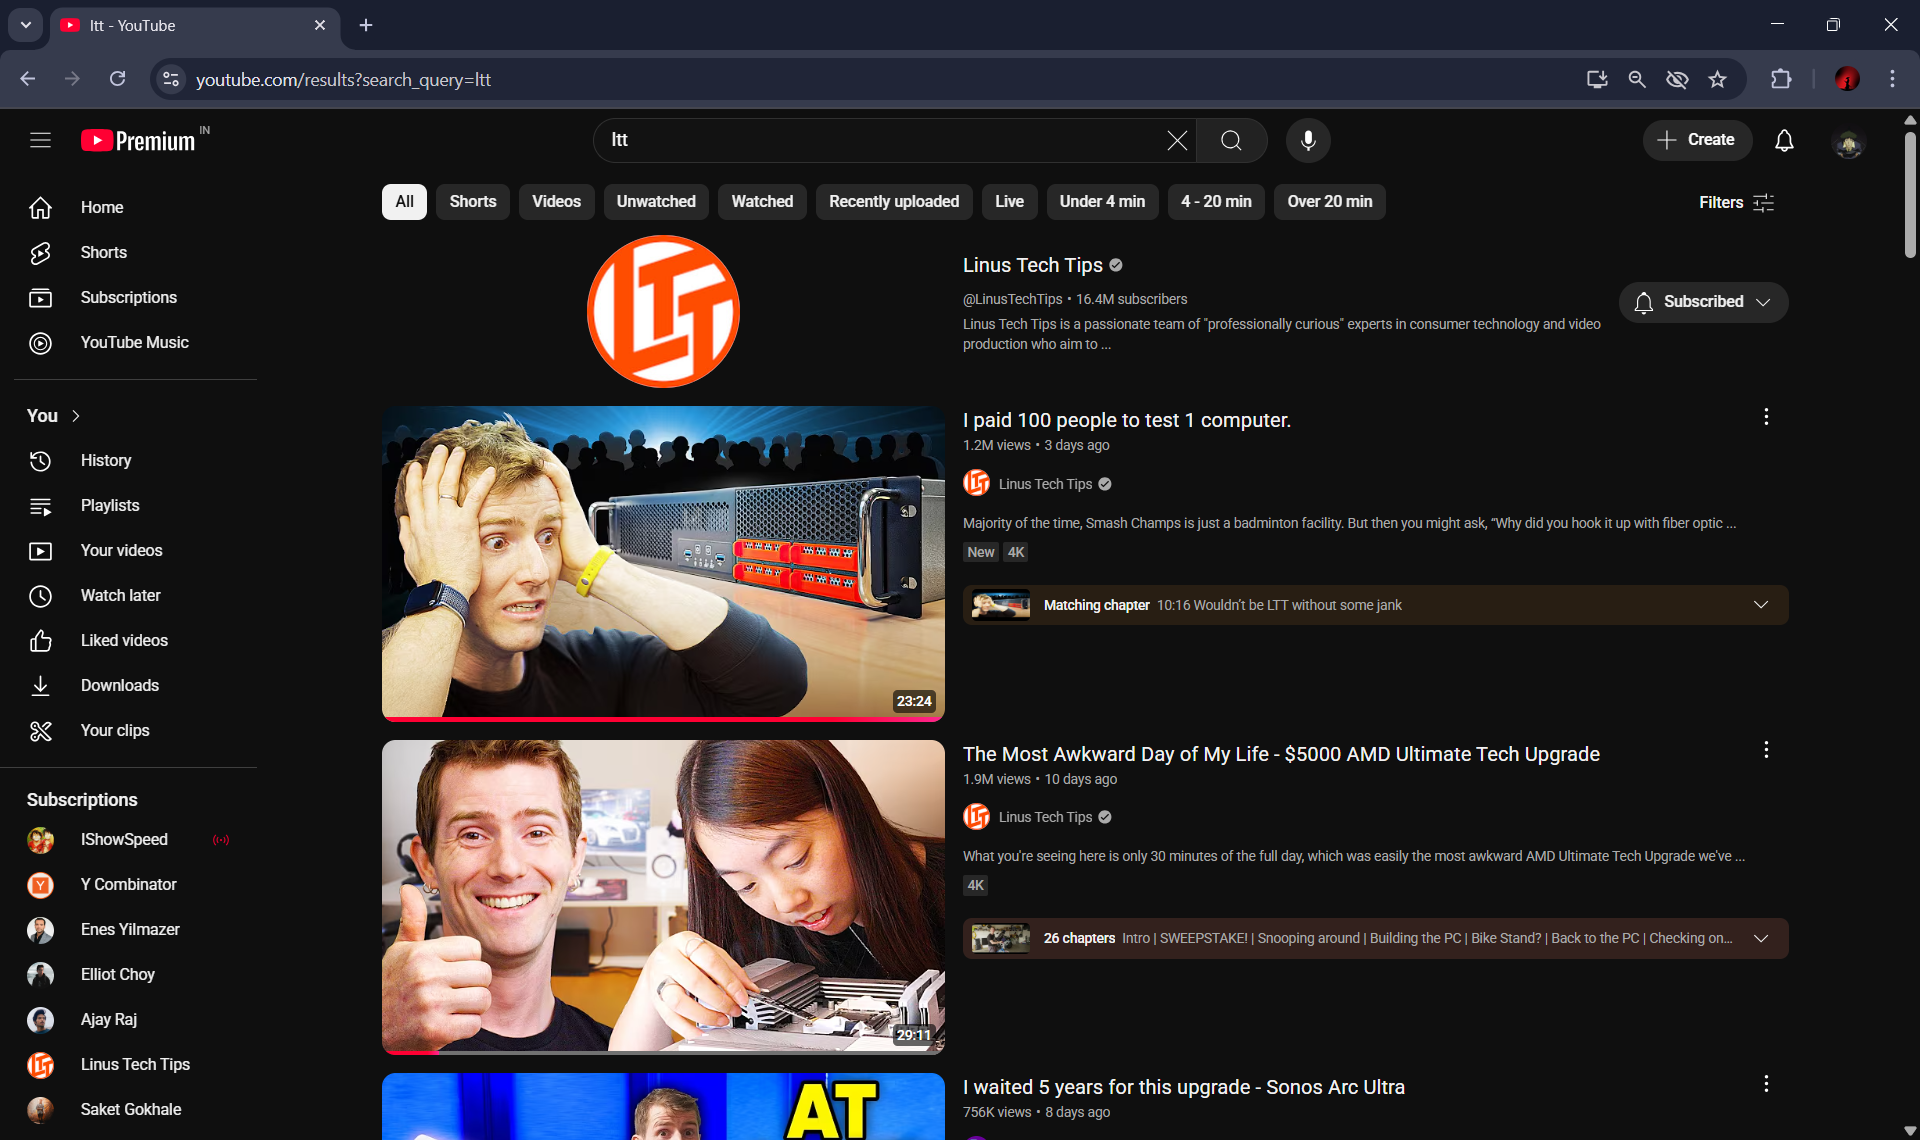 ltt - YouTube
youtube.com/results?search_query=ltt
Premium IN
ltt
Create
Home
Shorts
Subscriptions
YouTube Music
You
History
Playlists
Your videos
Watch later
Liked videos
Downloads
Your clips
Subscriptions
IShowSpeed
Y Combinator
Enes Yilmazer
Elliot Choy
Ajay Raj
Linus Tech Tips
Saket Gokhale
All Shorts Videos Unwatched Watched Recently uploaded Live Under 4 min 4 - 20 min Over 20 min
Filters
LTT
Linus Tech Tips
@LinusTechTips • 16.4M subscribers
Linus Tech Tips is a passionate team of "professionally curious" experts in consumer technology and video
production who aim to ...
Subscribed
23:24
I paid 100 people to test 1 computer.
1.2M views • 3 days ago
Linus Tech Tips
Majority of the time, Smash Champs is just a badminton facility. But then you might ask, “Why did you hook it up with fiber optic ...
New 4K
Matching chapter 10:16 Wouldn't be LTT without some jank
29:11
The Most Awkward Day of My Life - $5000 AMD Ultimate Tech Upgrade
1.9M views • 10 days ago
Linus Tech Tips
What you're seeing here is only 30 minutes of the full day, which was easily the most awkward AMD Ultimate Tech Upgrade we've ...
4K
26 chapters Intro | SWEEPSTAKE! | Snooping around | Building the PC | Bike Stand? | Back to the PC | Checking on...
AT
I waited 5 years for this upgrade - Sonos Arc Ultra
756K views • 8 days ago